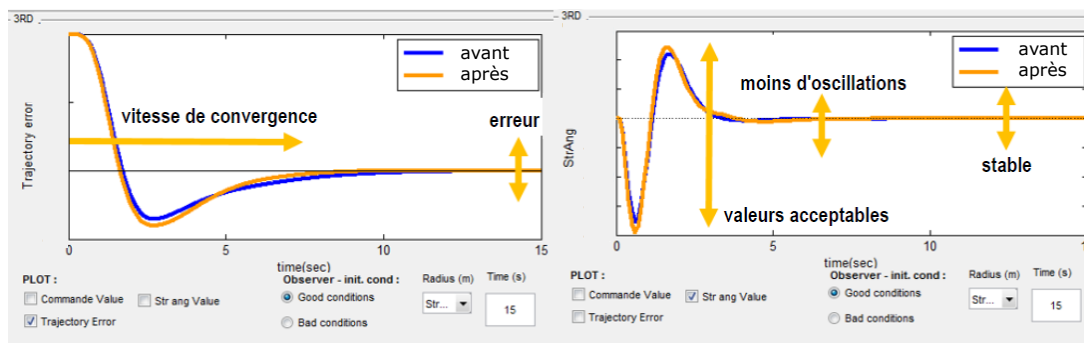 3RD
avant
après
vitesse de convergence
erreur
Trajectory error
0
5
10
15
time(sec)
PLOT :
Commande Value
Str ang Value
Trajectory Error
Observer - init. cond :
Good conditions
Bad conditions
Radius (m)
Str...
Time (s)
15
3RD
avant
après
moins d'oscillations
stable
valeurs acceptables
StrAng
0
5
10
time(sec)
PLOT :
Commande Value
Str ang Value
Trajectory Error
Observer - init. cond :
Good conditions
Bad conditions
Radius (m)
Str...
Time (s)
15